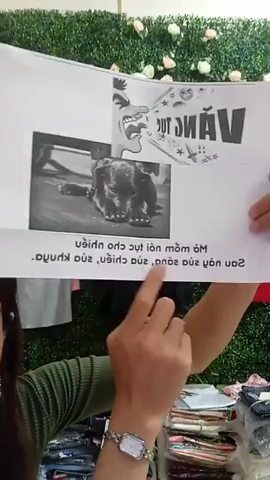 VĂNG TỤC
Mở mồm nói tục cho nhiều
Sau này sủa sáng, sủa chiều, sủa khuya.